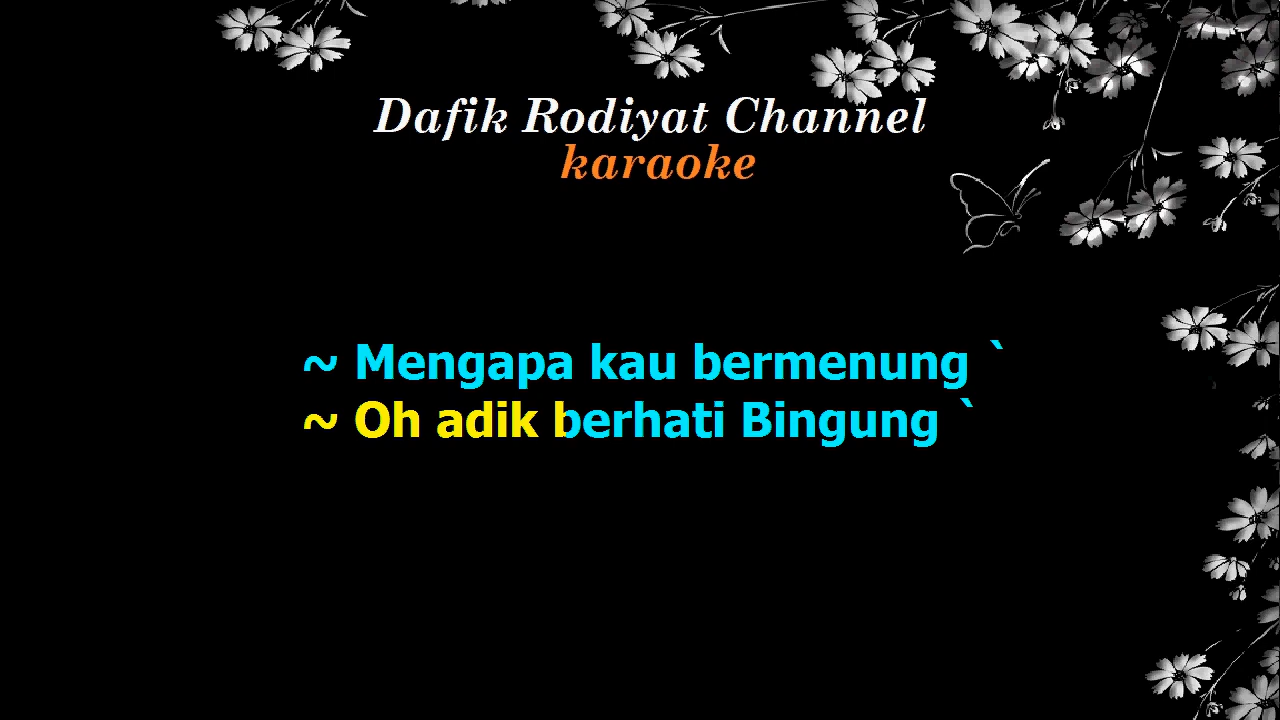 Dafik Rodiyat Channel
karaoke
~ Mengapa kau bermenung `
~ Oh adik berhati Bingung `